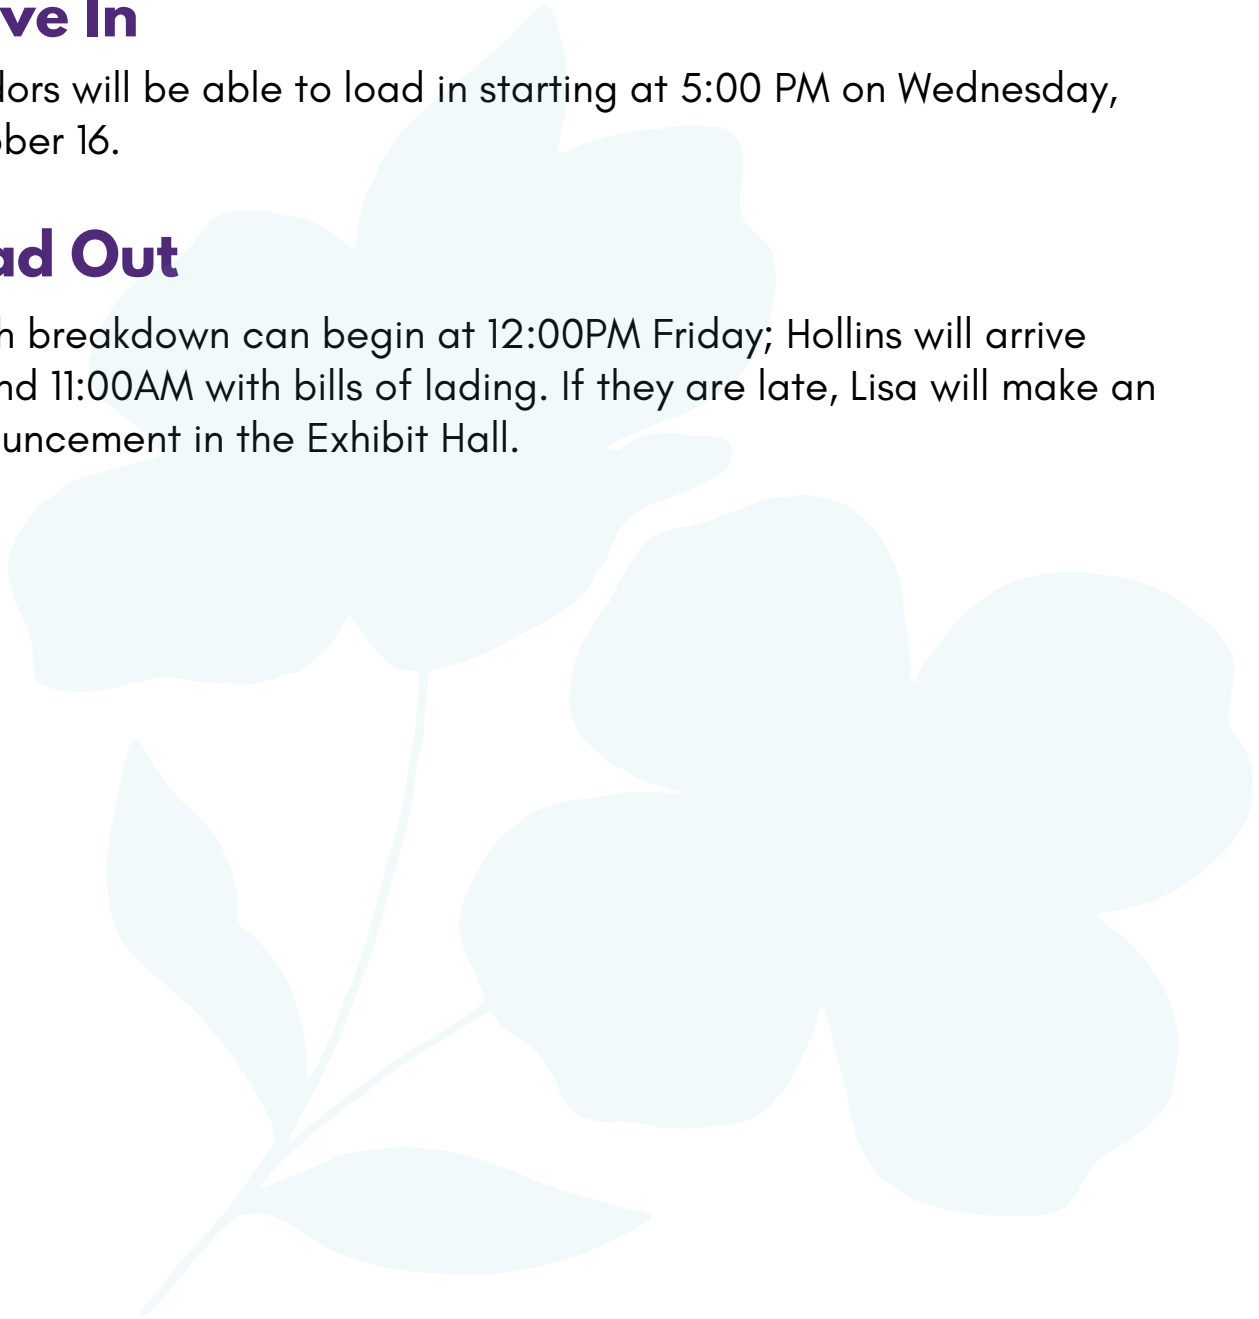 ve In
dors will be able to load in starting at 5:00 PM on Wednesday,
ber 16.
ad Out
h breakdown can begin at 12:00PM Friday; Hollins will arrive
nd 11:00AM with bills of lading. If they are late, Lisa will make an
uncement in the Exhibit Hall.